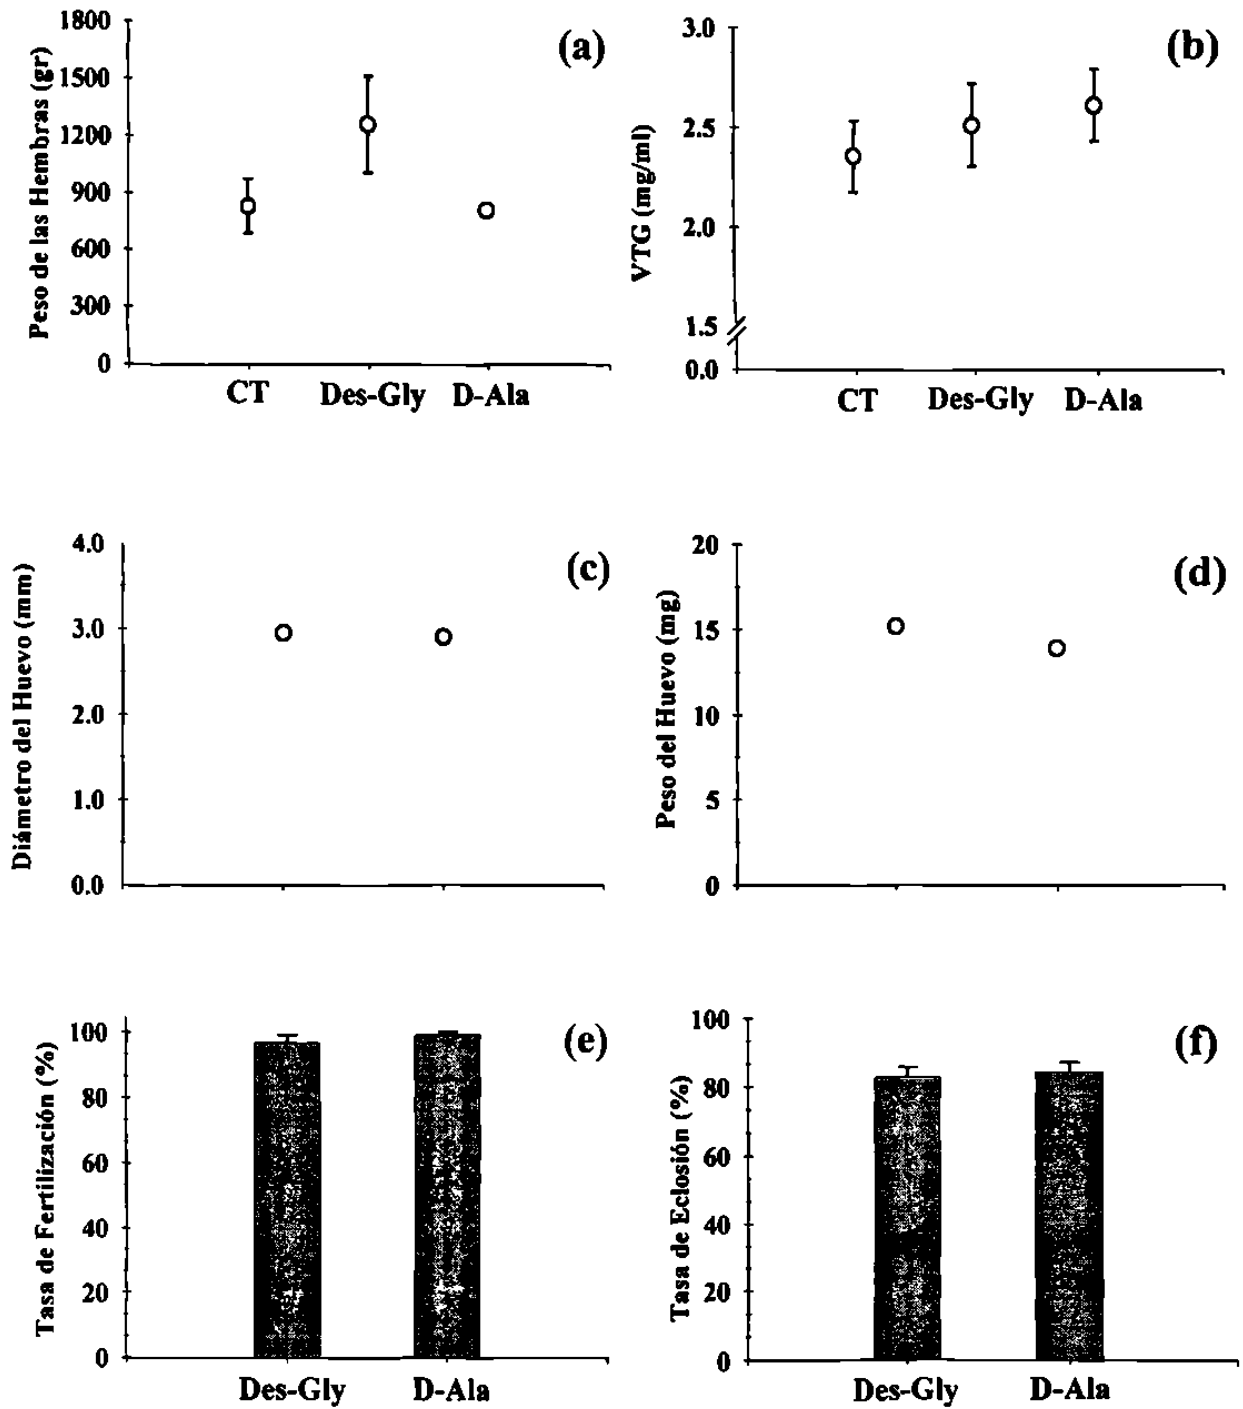 (a)
Peso de las Hembras (gr)
1800
1500
1200
900
600
300
0
CT Des-Gly D-Ala
(b)
VTG (mg/ml)
3.0
2.5
2.0
1.5
0.0
CT Des-Gly D-Ala
(c)
Diámetro del Huevo (mm)
4.0
3.0
2.0
1.0
0.0
(d)
Peso del Huevo (mg)
20
15
10
5
0
(e)
Tasa de Fertilización (%)
100
80
60
40
20
0
Des-Gly D-Ala
(f)
Tasa de Eclosión (%)
100
80
60
40
20
0
Des-Gly D-Ala